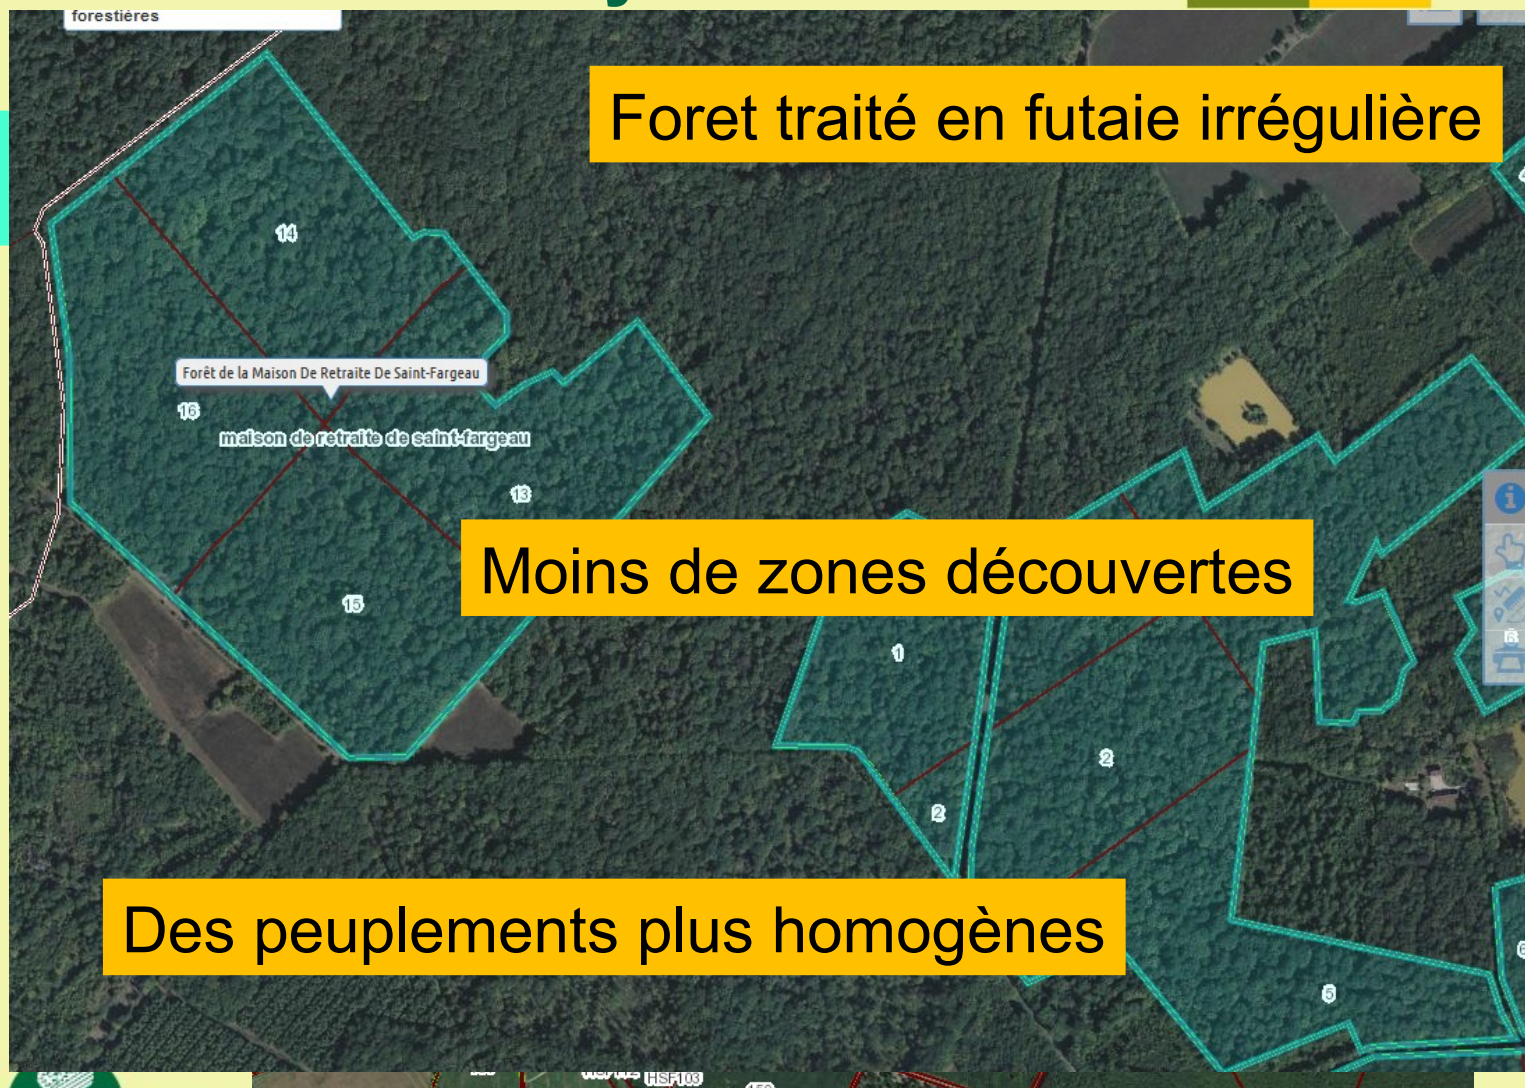 forestières
Foret traité en futaie irrégulière
14
Forêt de la Maison De Retraite De Saint-Fargeau
16
maison de retraite de saint-fargeau
13
Moins de zones découvertes
15
1
2
2
Des peuplements plus homogènes
5
HSF103